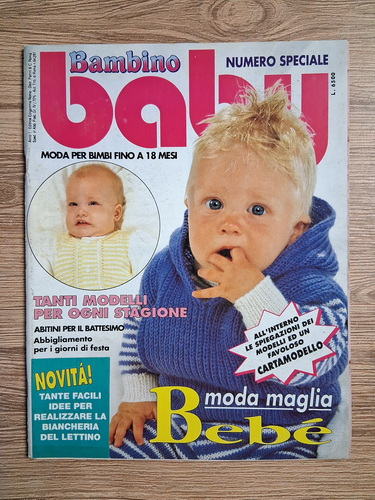 Bambino
baby
NUMERO SPECIALE
L. 6500
MODA PER BIMBI FINO A 18 MESI
TANTI MODELLI
PER OGNI STAGIONE
ABITINI PER IL BATTESIMO
Abbigliamento
per i giorni di festa
ALL'INTERNO
LE SPIEGAZIONI DEI
MODELLI ED UN
FAVOLOSO
CARTAMODELLO
NOVITÁ!
TANTE FACILI
IDEE PER
REALIZZARE LA
BIANCHERIA
DEL LETTINO
moda maglia
Bebé